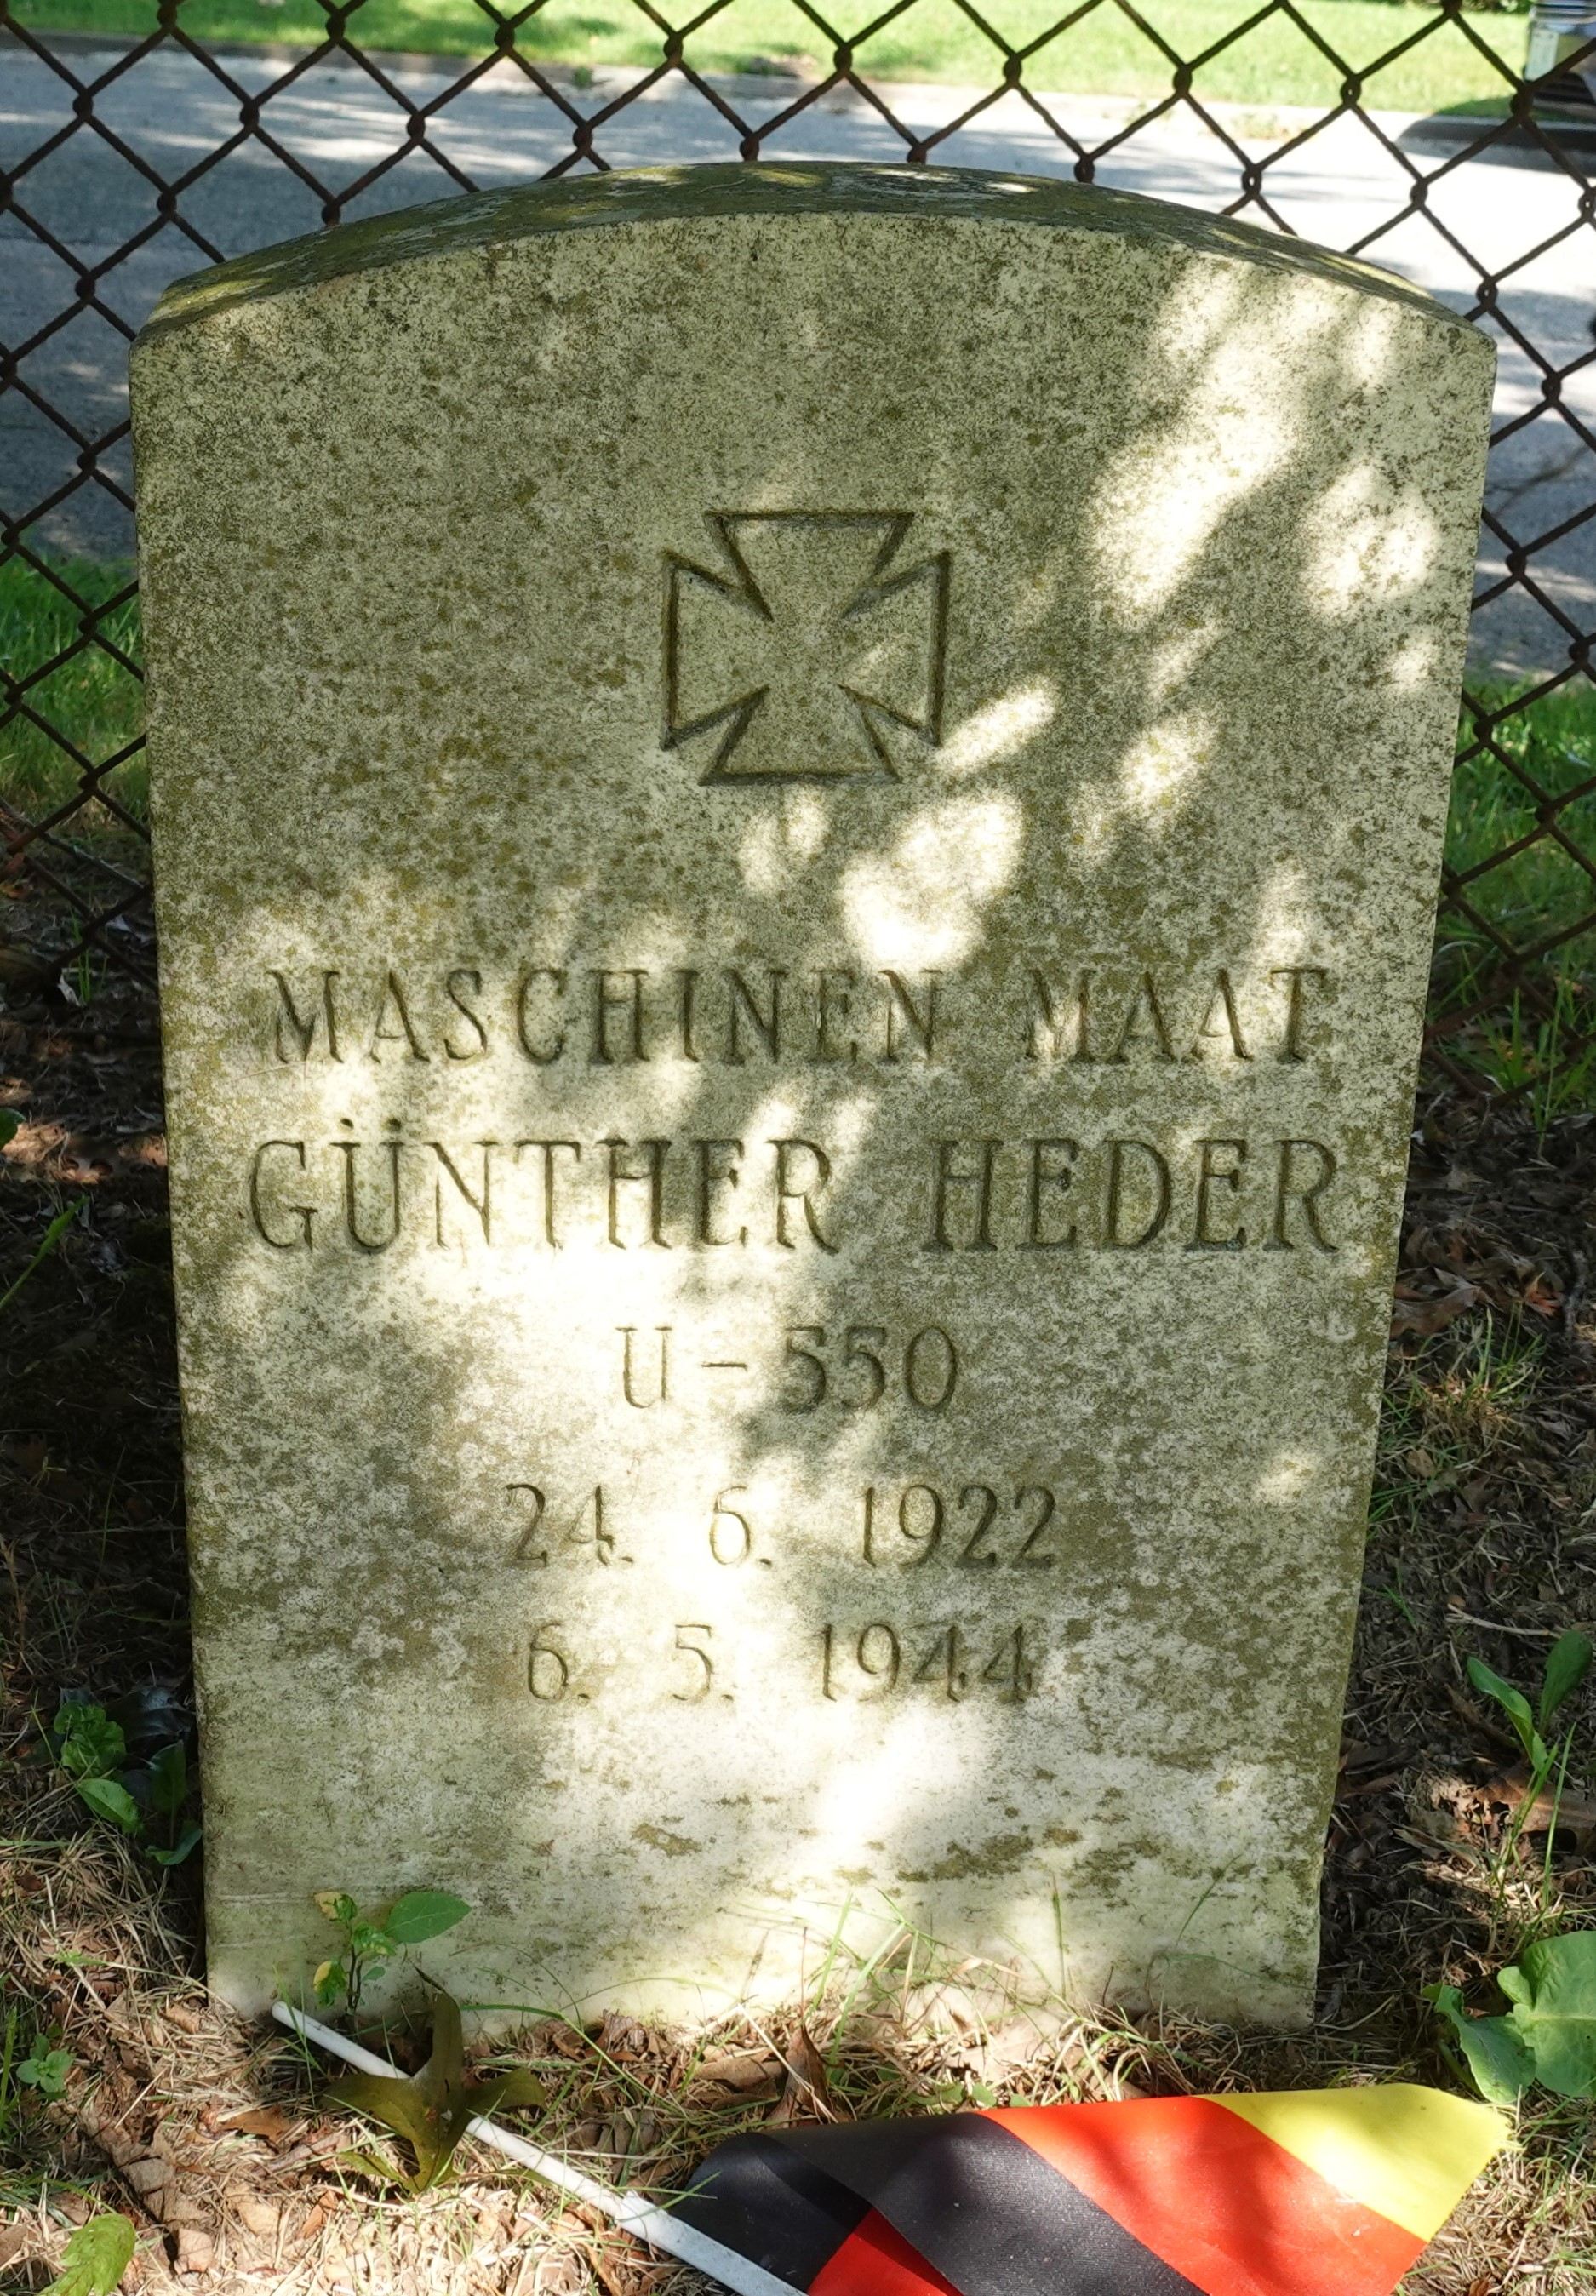 MASCHINEN MAAT
GÜNTHER HEDER
U-550
24. 6. 1922
6. 5. 1944